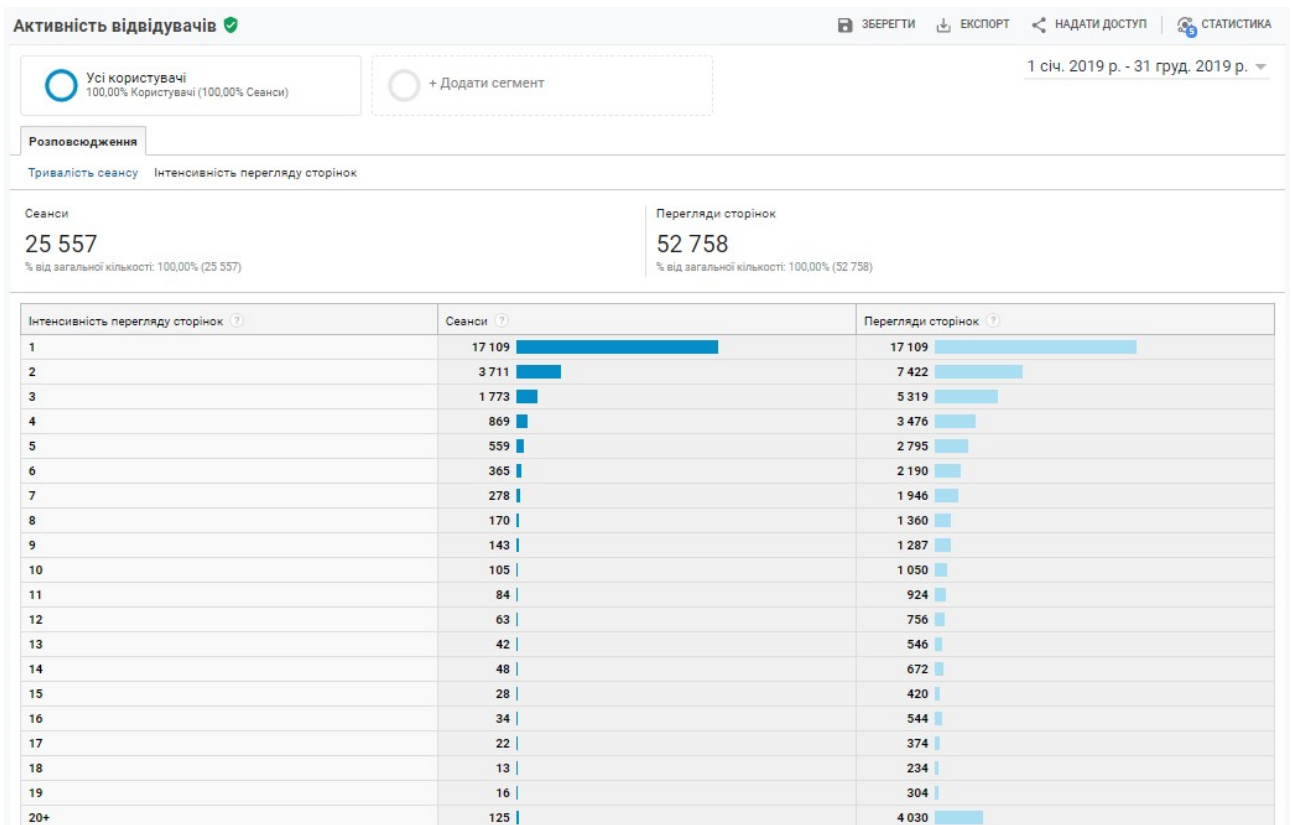 Активність відвідувачів
ЗБЕРЕГТИ ЕКСПОРТ НАДАТИ ДОСТУП 5 СТАТИСТИКА
Усі користувачі
100,00% Користувачі (100,00% Сеанси)
+ Додати сегмент
1 січ. 2019 р. - 31 груд. 2019 р.
Розповсюдження
Тривалість сеансу Інтенсивність перегляду сторінок
Сеанси Перегляди сторінок
25 557 52 758
% від загальної кількості: 100,00% (25 557) % від загальної кількості: 100,00% (52 758)
Інтенсивність перегляду сторінок ? Сеанси ? Перегляди сторінок ?
1 17 109 17 109
2 3 711 7 422
3 1 773 5 319
4 869 3 476
5 559 2 795
6 365 2 190
7 278 1 946
8 170 1 360
9 143 1 287
10 105 1 050
11 84 924
12 63 756
13 42 546
14 48 672
15 28 420
16 34 544
17 22 374
18 13 234
19 16 304
20+ 125 4 030